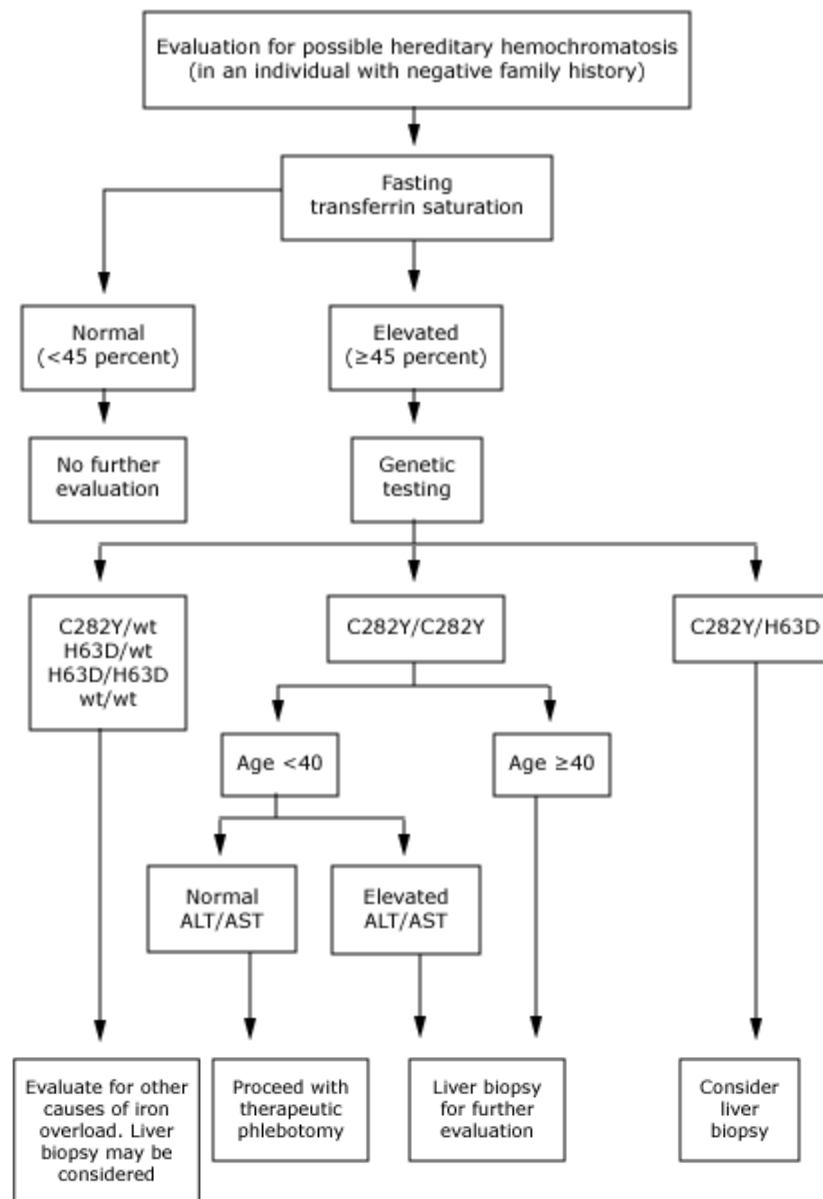 Evaluation for possible hereditary hemochromatosis
(in an individual with negative family history)
Fasting
transferrin saturation
Normal
(<45 percent)
Elevated
(≥45 percent)
No further
evaluation
Genetic
testing
C282Y/wt
H63D/wt
H63D/H63D
wt/wt
C282Y/C282Y
C282Y/H63D
Age <40
Age ≥40
Normal
ALT/AST
Elevated
ALT/AST
Evaluate for other
causes of iron
overload. Liver
biopsy may be
considered
Proceed with
therapeutic
phlebotomy
Liver biopsy
for further
evaluation
Consider
liver
biopsy